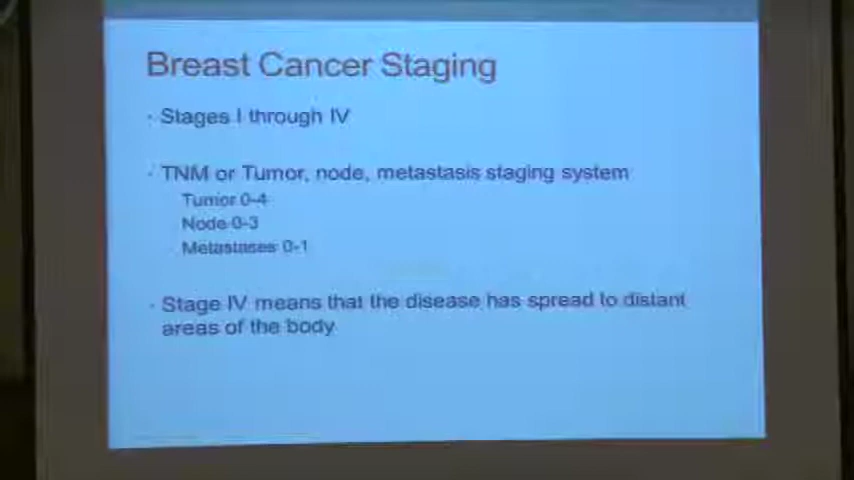 Breast Cancer Staging
· Stages I through IV
· TNM or Tumor, node, metastasis staging system
Tumor 0-4
Node 0-3
Metastases 0-1
· Stage IV means that the disease has spread to distant
areas of the body